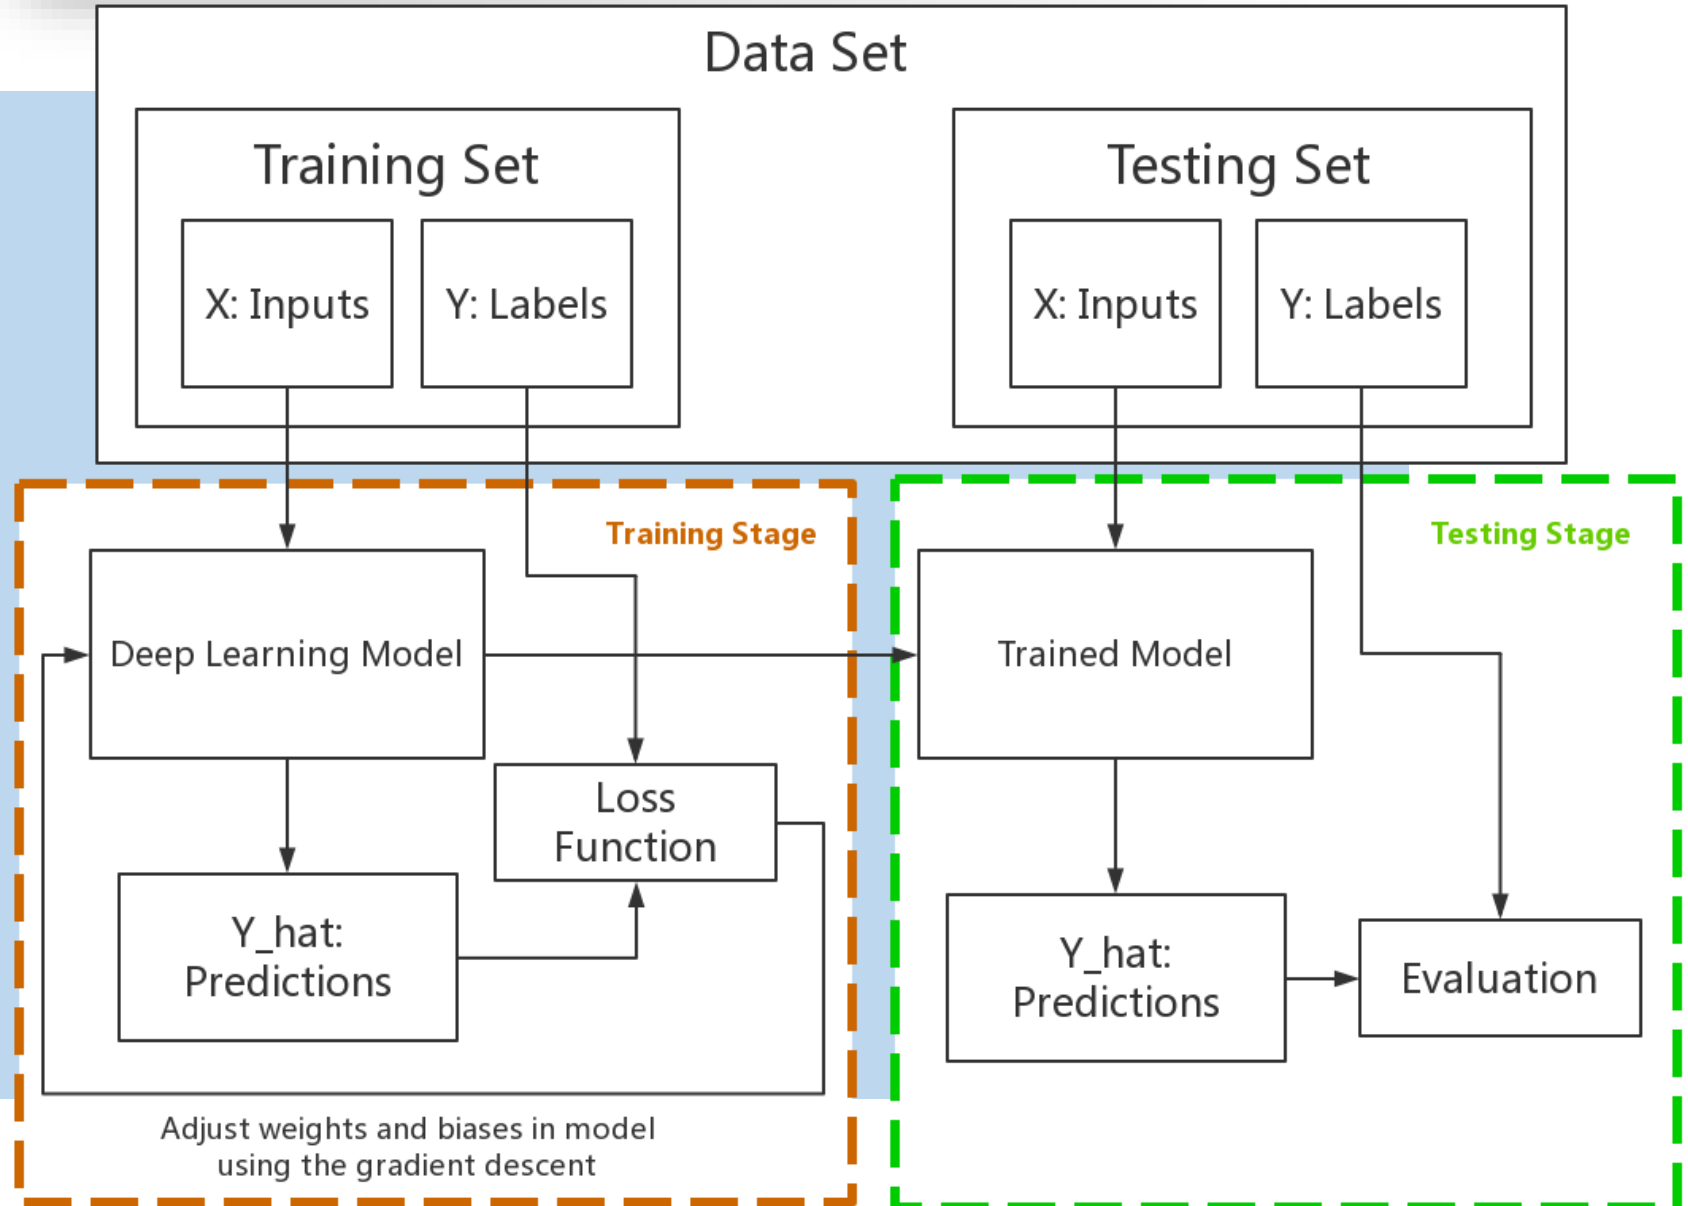 Data Set
Training Set
Testing Set
X: Inputs
Y: Labels
X: Inputs
Y: Labels
Training Stage
Testing Stage
Deep Learning Model
Trained Model
Loss
Function
Y_hat:
Predictions
Y_hat:
Predictions
Evaluation
Adjust weights and biases in model
using the gradient descent